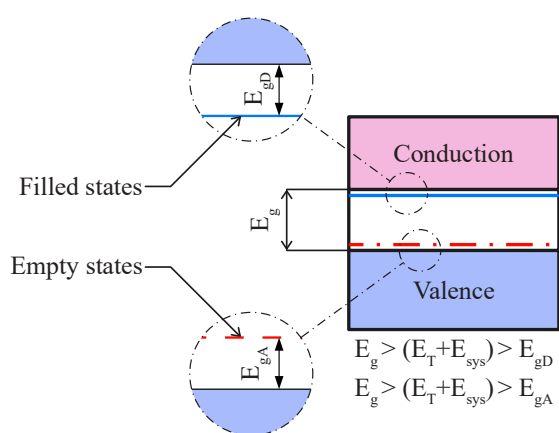 E_gD
Conduction
Filled states
E_g
Empty states
Valence
E_gA
E_g > (E_T+E_sys) > E_gD
E_g > (E_T+E_sys) > E_gA